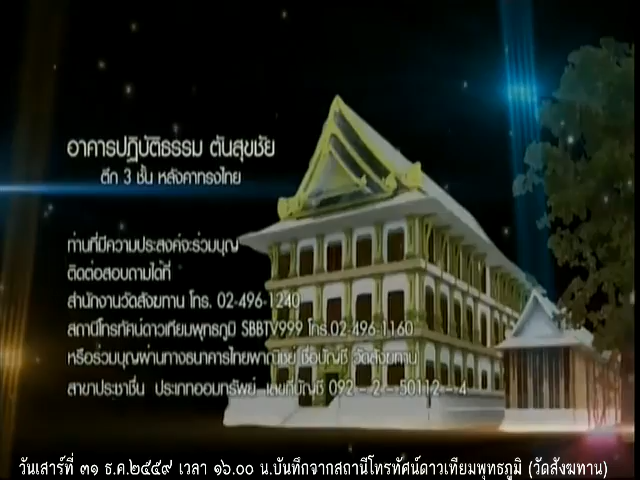 อาคารปฏิบัติธรรม ตันสุขชัย
ตึก 3 ชั้น หลังคาทรงไทย
ท่านที่มีความประสงค์จะร่วมบุญ
ติดต่อสอบถามได้ที่
สำนักงานวัดสังฆทาน โทร. 02-496-1240
สถานีโทรทัศน์ดาวเทียมพุทธภูมิ SBBTV999 โทร.02-496-1160
หรือร่วมบุญผ่านทางธนาคารไทยพาณิชย์ ชื่อบัญชี วัดสังฆทาน
สาขาประชาชื่น ประเภทออมทรัพย์ เลขที่บัญชี 092 - 2 - 50112 - 4
วันเสาร์ที่ ๓๑ ธ.ค.๒๕๕๙ เวลา ๑๖.๐๐ น.บันทึกจากสถานีโทรทัศน์ดาวเทียมพุทธภูมิ (วัดสังฆทาน)